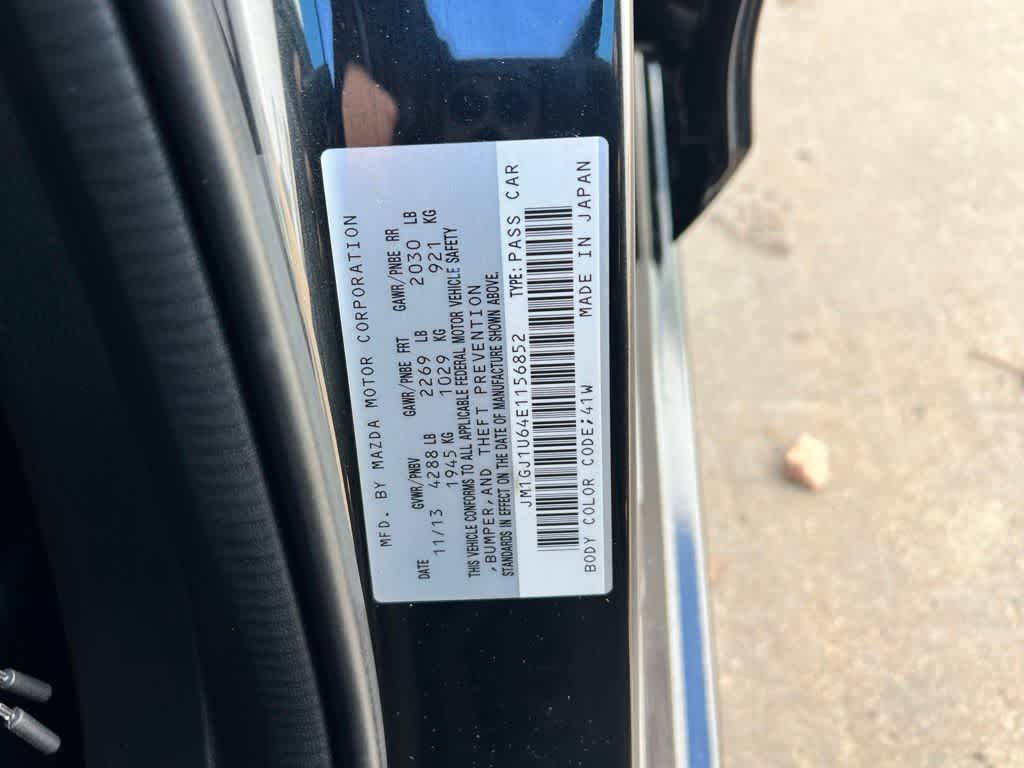 MFD. BY MAZDA MOTOR CORPORATION
DATE GVWR/PNBV GAWR/PNBE FRT GAWR/PNBE RR
11/13 4288 LB 2269 LB 2030 LB
1945 KG 1029 KG 921 KG
THIS VEHICLE CONFORMS TO ALL APPLICABLE FEDERAL MOTOR VEHICLE SAFETY
,BUMPER,AND THEFT PREVENTION
STANDARDS IN EFFECT ON THE DATE OF MANUFACTURE SHOWN ABOVE.
JM1GJ1U64E1156852 TYPE:PASS CAR
BODY COLOR CODE;41W MADE IN JAPAN